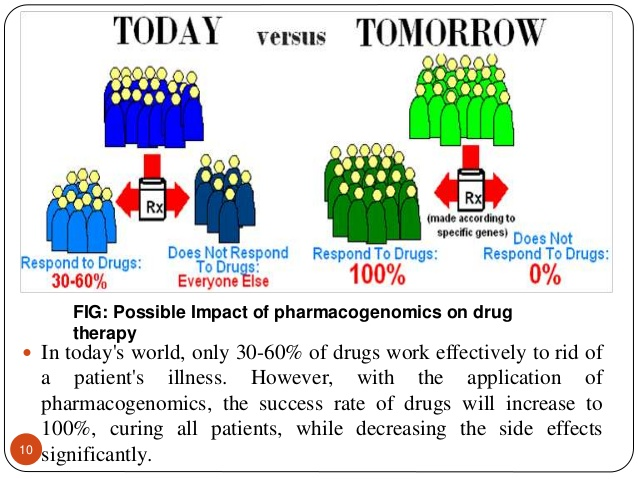 TODAY versus TOMORROW
Rx
Respond to Drugs:
30-60%
Does Not Respond
To Drugs:
Everyone Else
Rx
(made according to
specific genes)
Respond to Drugs:
100%
Does Not
Respond To Drugs:
0%
FIG: Possible Impact of pharmacogenomics on drug
therapy
• In today's world, only 30-60% of drugs work effectively to rid of
a patient's illness. However, with the application of
pharmacogenomics, the success rate of drugs will increase to
100%, curing all patients, while decreasing the side effects
significantly.
10